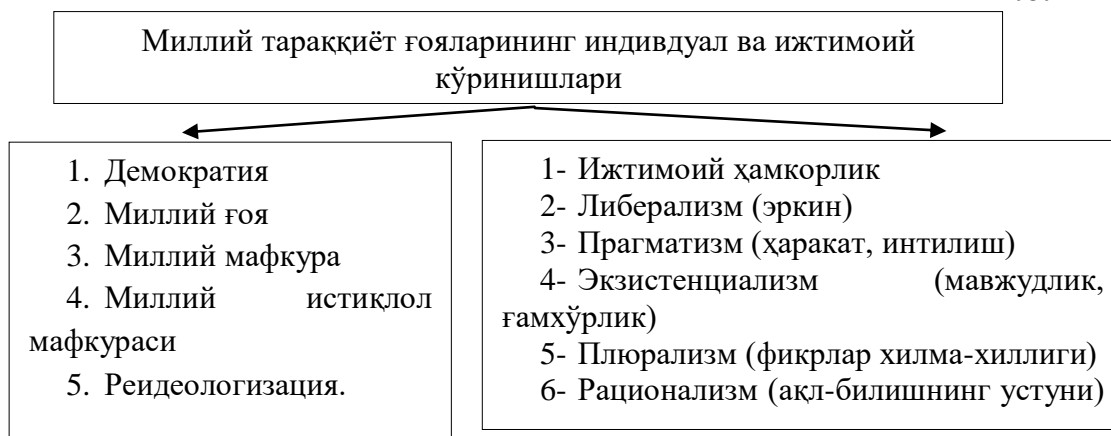 Миллий тараққиёт ғояларининг индивдуал ва ижтимоий
кўринишлари
1. Демократия
2. Миллий ғоя
3. Миллий мафкура
4. Миллий истиқлол
мафкураси
5. Реидеологизация.
1- Ижтимоий ҳамкорлик
2- Либерализм (эркин)
3- Прагматизм (ҳаракат, интилиш)
4- Экзистенциализм (мавжудлик,
ғамхўрлик)
5- Плюрализм (фикрлар хилма-хиллиги)
6- Рационализм (ақл-билишнинг устуни)